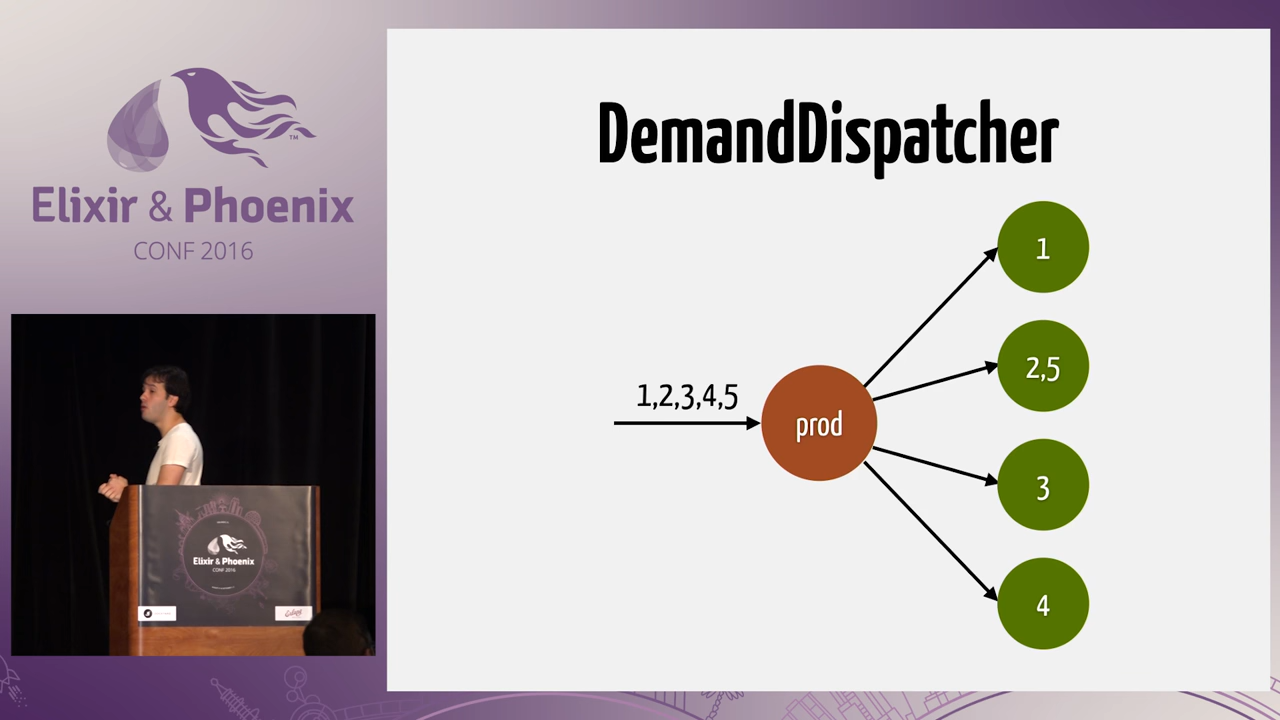 Elixir & Phoenix
TM
CONF 2016
DemandDispatcher
1,2,3,4,5
prod
1
2,5
3
4
Elixir & Phoenix
CONF 2016